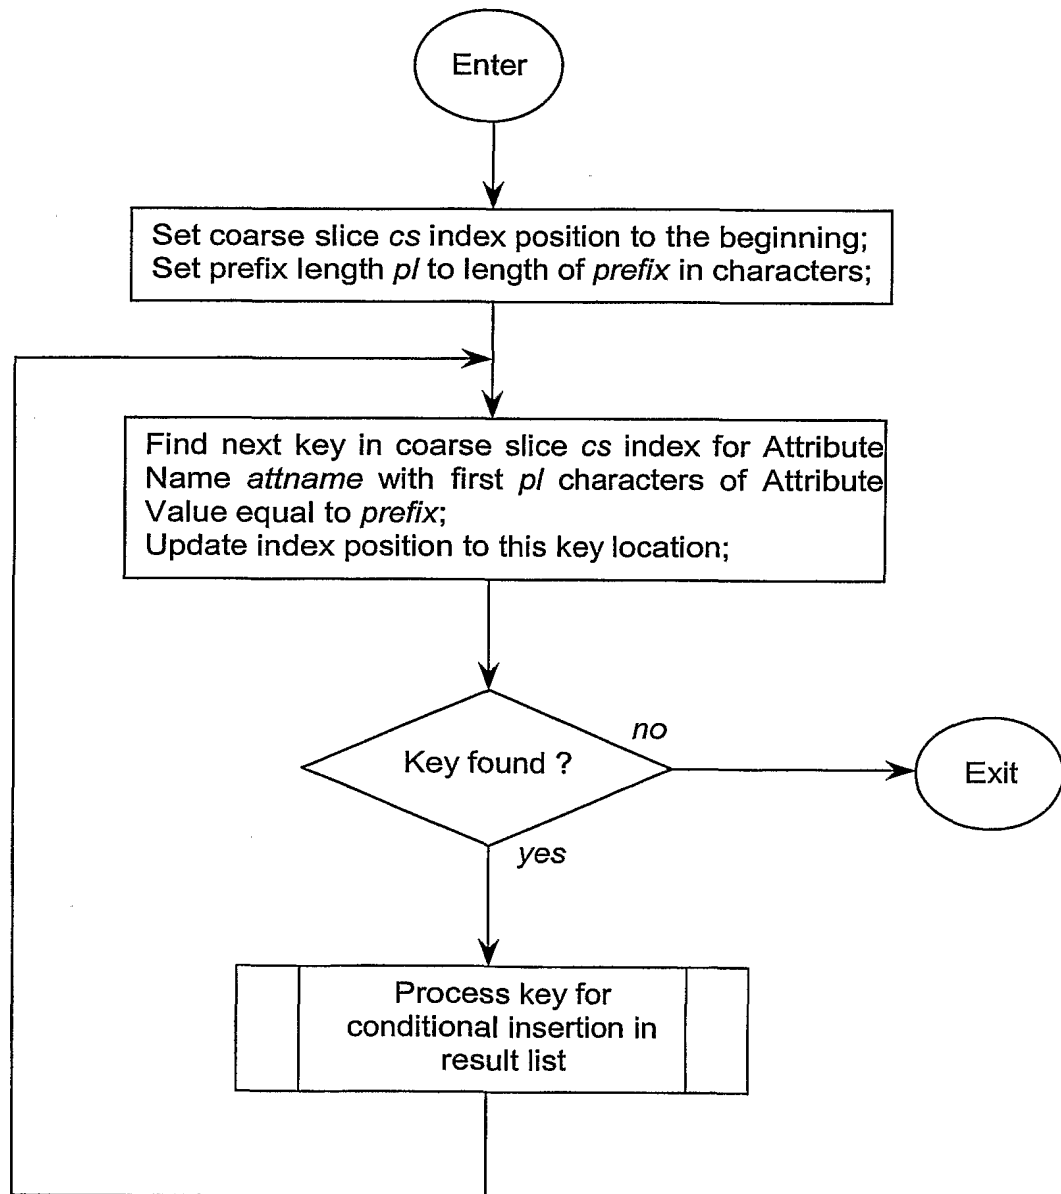 Enter
Set coarse slice cs index position to the beginning;
Set prefix length pl to length of prefix in characters;
Find next key in coarse slice cs index for Attribute
Name attname with first pl characters of Attribute
Value equal to prefix;
Update index position to this key location;
no
Key found ?
Exit
yes
Process key for
conditional insertion in
result list